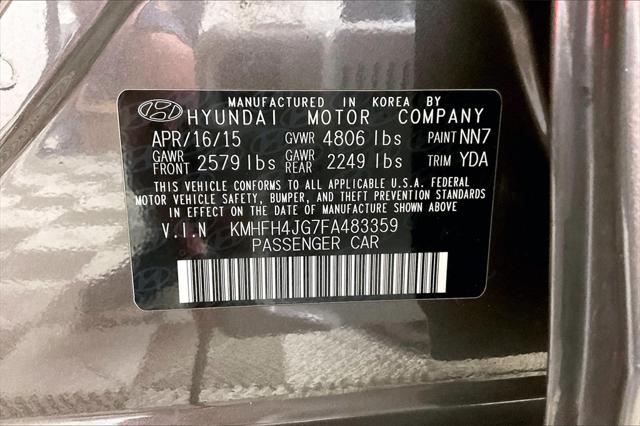 MANUFACTURED IN KOREA BY
HYUNDAI MOTOR COMPANY
APR/16/15 GVWR 4806 lbs PAINT NN7
GAWR FRONT 2579 lbs GAWR REAR 2249 lbs TRIM YDA
THIS VEHICLE CONFORMS TO ALL APPLICABLE U.S.A. FEDERAL
MOTOR VEHICLE SAFETY, BUMPER, AND THEFT PREVENTION STANDARDS
IN EFFECT ON THE DATE OF MANUFACTURE SHOWN ABOVE
V.I.N KMHFH4JG7FA483359
PASSENGER CAR